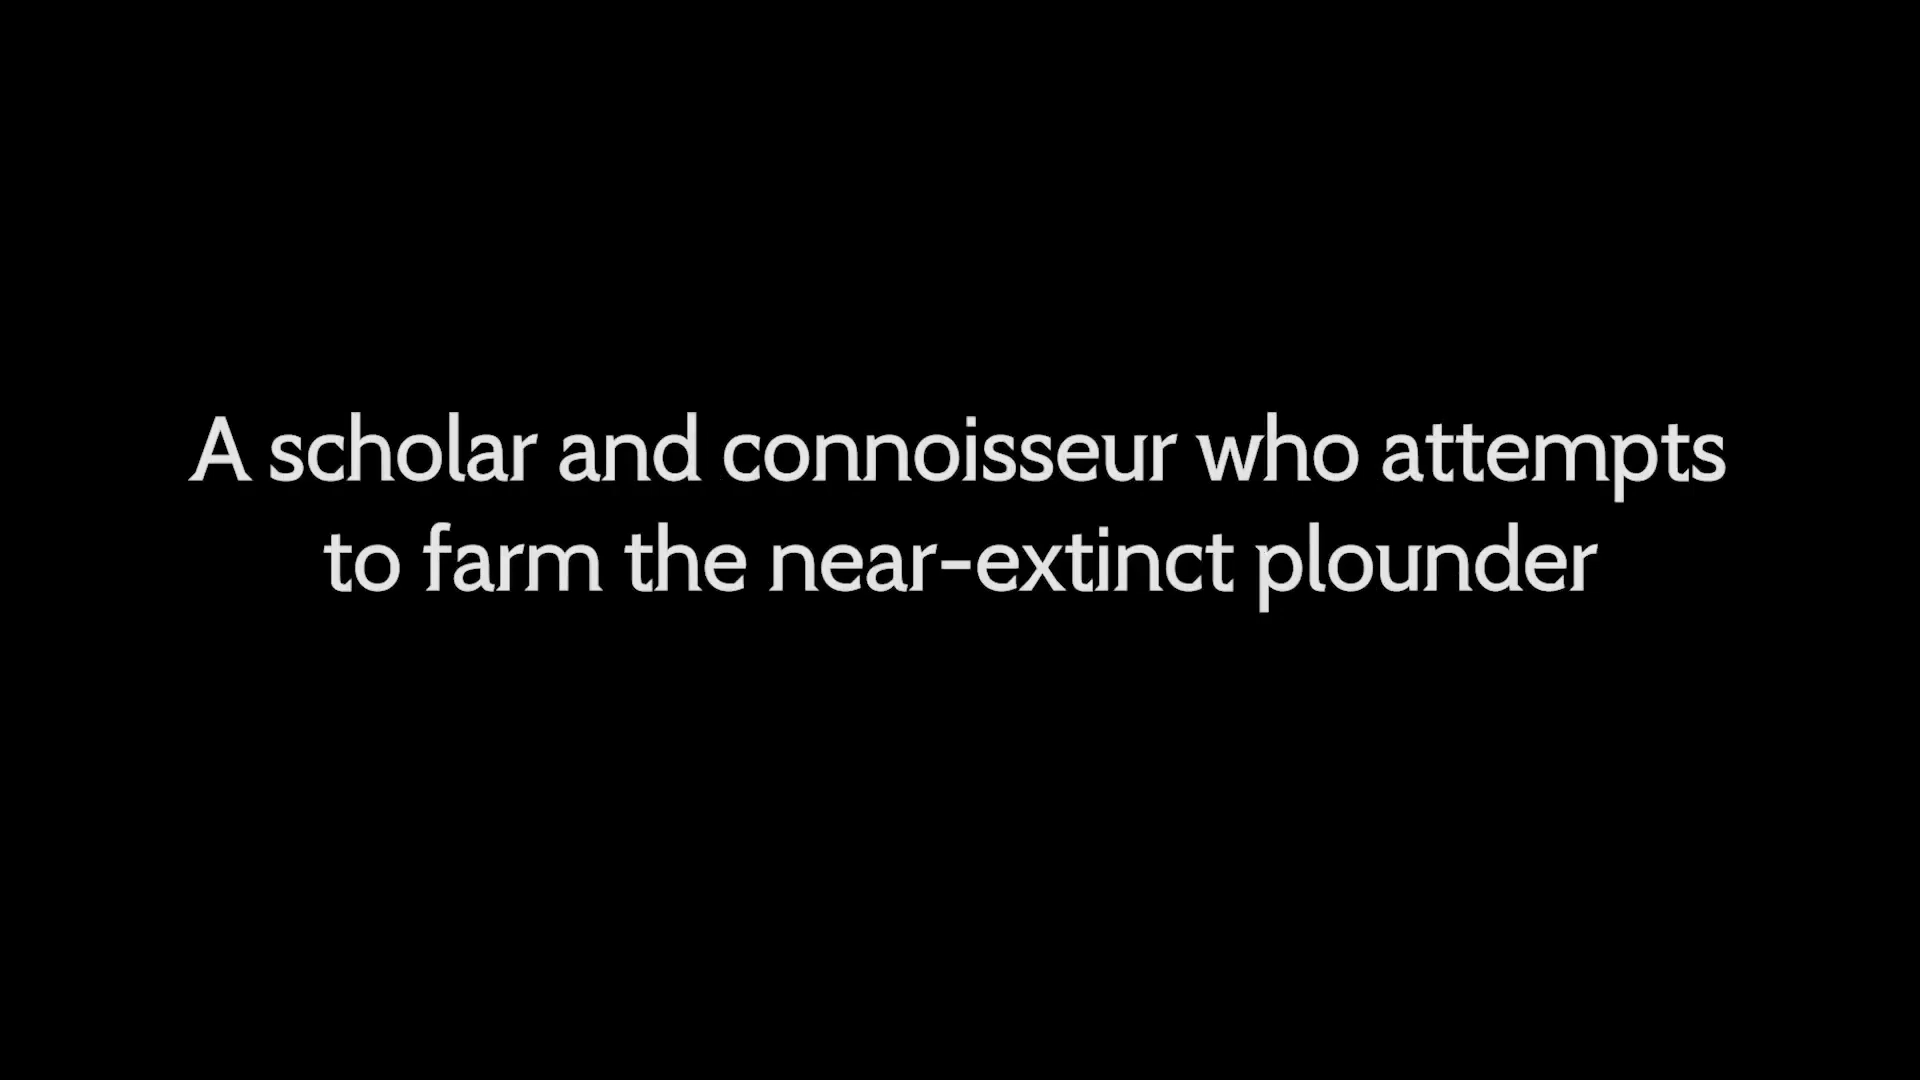 A scholar and connoisseur who attempts
to farm the near-extinct plounder